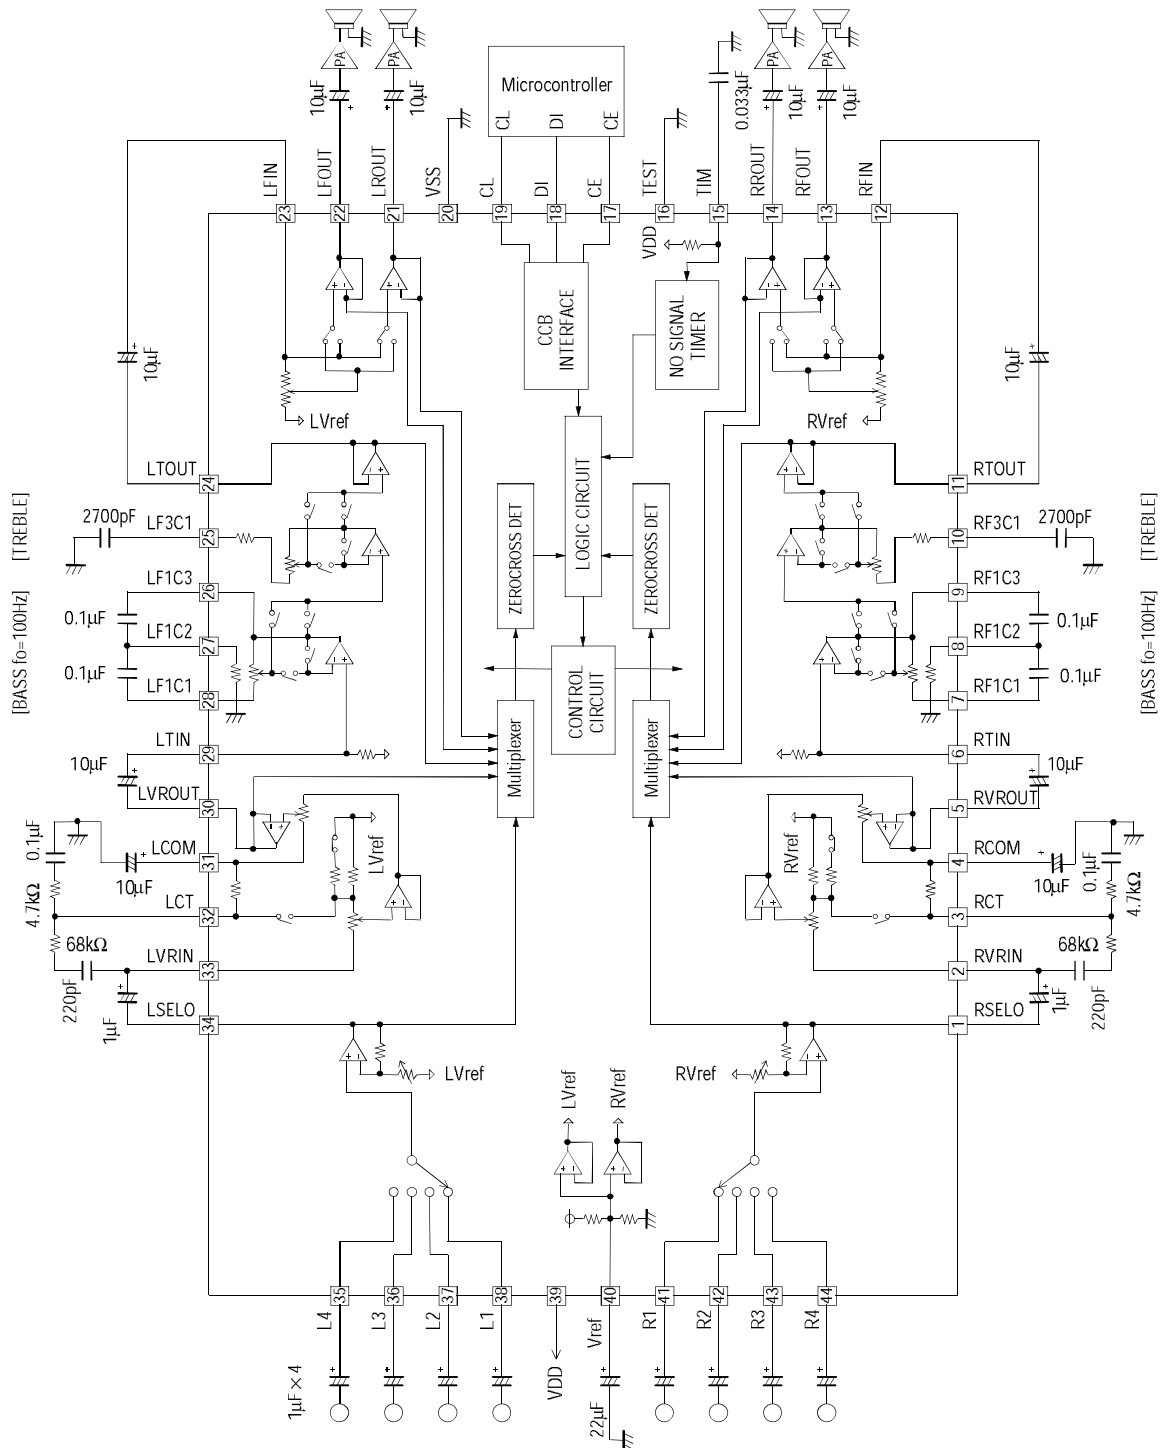 PA
PA
PA
PA
10µF
10µF
Microcontroller
CL
DI
CE
0.033µF
10µF
10µF
LFIN
LFOUT
LROUT
VSS
CL
DI
CE
TEST
TIM
RROUT
RFOUT
RFIN
23
22
21
20
19
18
17
16
15
14
13
12
VDD
CCB
INTERFACE
NO SIGNAL
TIMER
10µF
10µF
LVref
RVref
LTOUT
24
RTOUT
11
[TREBLE]
2700pF
LF3C1
25
ZEROCROSS DET
LOGIC CIRCUIT
ZEROCROSS DET
RF3C1
10
2700pF
[TREBLE]
[BASS fo=100Hz]
LF1C3
26
0.1µF
LF1C2
27
0.1µF
LF1C1
28
RF1C3
9
0.1µF
RF1C2
8
0.1µF
RF1C1
7
[BASS fo=100Hz]
CONTROL
CIRCUIT
Multiplexer
Multiplexer
LTIN
29
10µF
LVROUT
30
RTIN
6
10µF
RVROUT
5
0.1µF
LCOM
31
10µF
LVref
RVref
RCOM
4
10µF
0.1µF
4.7kΩ
LCT
32
RCT
3
4.7kΩ
68kΩ
LVRIN
33
220pF
1µF
LSELO
34
RVRIN
2
68kΩ
220pF
1µF
RSELO
1
LVref
RVref
LVref
RVref
35
36
37
38
39
40
41
42
43
44
L4
L3
L2
L1
VDD
Vref
R1
R2
R3
R4
1µF×4
22µF